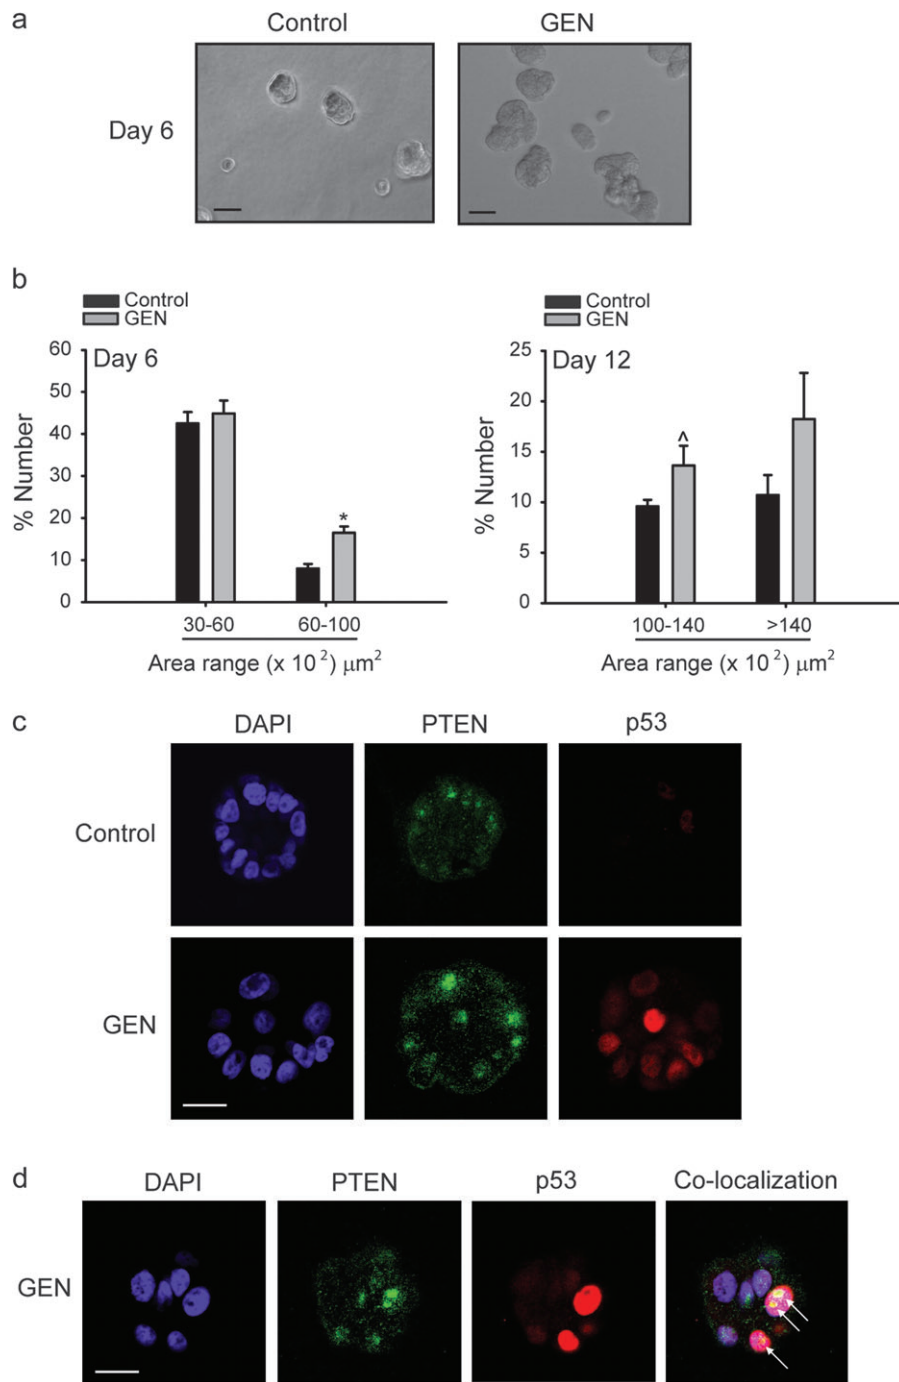 a
Control GEN
Day 6
b
Control
GEN
Day 6
% Number
60
50
40
30
20
10
0
30-60 60-100
Area range (x 10²) μm²
*
Control
GEN
Day 12
% Number
25
20
15
10
5
0
100-140 >140
Area range (x 10²) μm²
^
c
DAPI PTEN p53
Control
GEN
d
DAPI PTEN p53 Co-localization
GEN